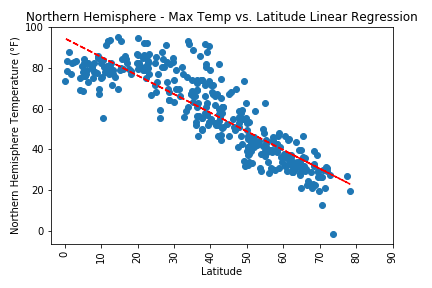 Northern Hemisphere - Max Temp vs. Latitude Linear Regression
Northern Hemisphere Temperature (°F)
100
80
60
40
20
0
0 10 20 30 40 50 60 70 80 90
Latitude